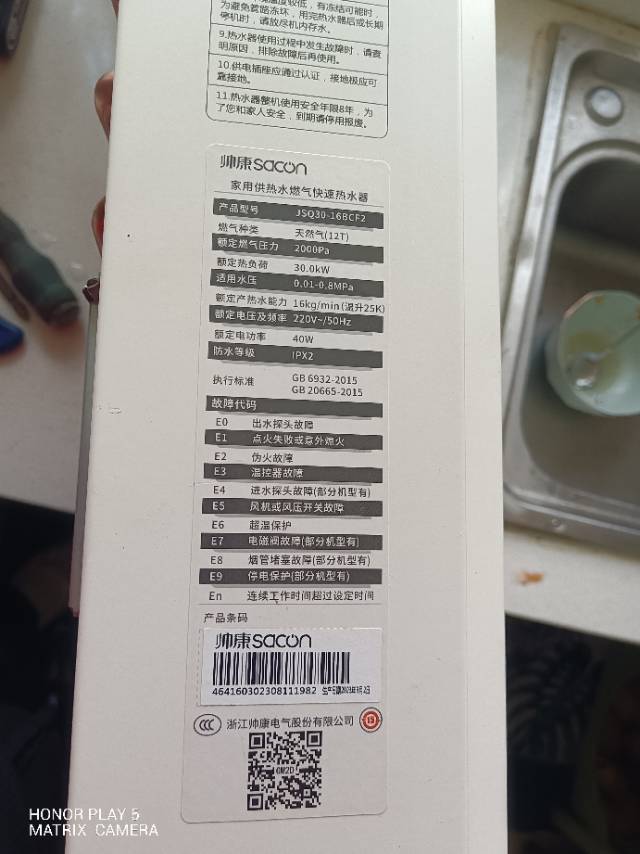 为避免管路冻坏，用完热水器后或长期
停机时，请放尽机内存水。
9.热水器使用过程中发生故障时，请查
明原因，排除故障后再使用。
10.供电插座应通过认证，接地极应可
靠接地。
11.热水器整机使用安全年限8年，为
了您和家人安全，到期请停用报废。
帅康sacon
家用供热水燃气快速热水器
产品型号 JSQ30-16BCF2
燃气种类 天然气(12T)
额定燃气压力 2000Pa
额定热负荷 30.0kW
适用水压 0.01-0.8MPa
额定产热水能力 16kg/min(温升25K)
额定电压及频率 220V~/50Hz
额定电功率 40W
防水等级 IPX2
执行标准 GB 6932-2015
GB 20665-2015
故障代码
E0 出水探头故障
E1 点火失败或意外熄火
E2 伪火故障
E3 温控器故障
E4 进水探头故障(部分机型有)
E5 风机或风压开关故障
E6 超温保护
E7 电磁阀故障(部分机型有)
E8 烟管堵塞故障(部分机型有)
E9 停电保护(部分机型有)
En 连续工作时间超过设定时间
产品条码
帅康sacon
464160302308111982
CCC 浙江帅康电气股份有限公司
HONOR PLAY 5
MATRIX CAMERA